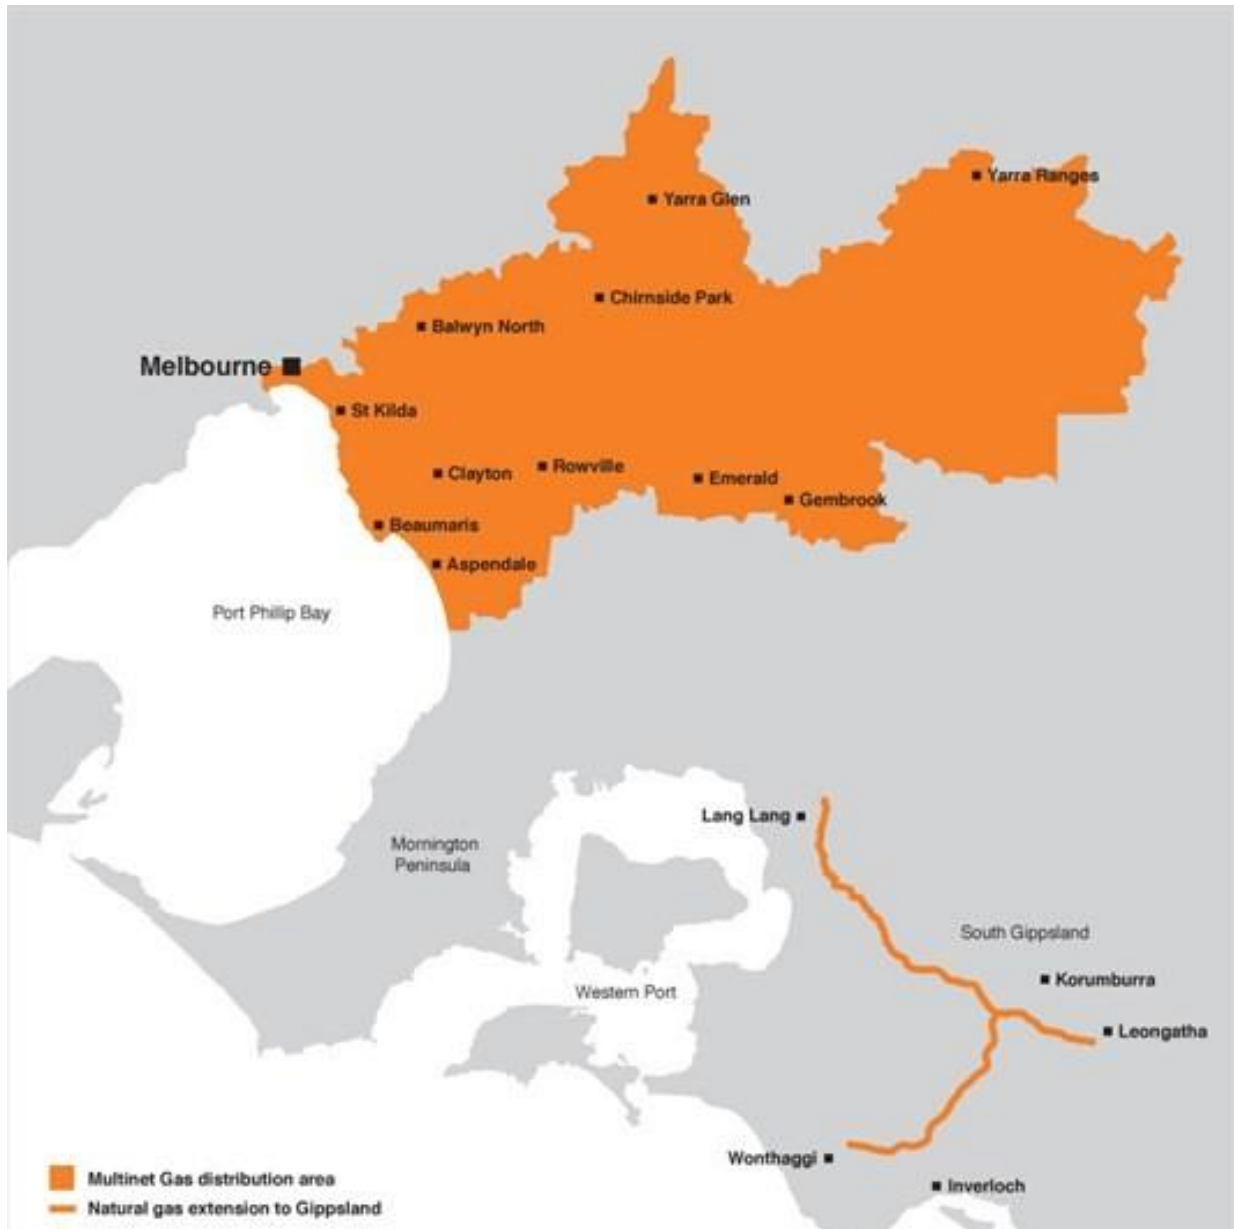 Yarra Ranges
Yarra Glen
Chirnside Park
Balwyn North
Melbourne
St Kilda
Clayton
Rowville
Emerald
Gembrook
Beaumaris
Aspendale
Port Phillip Bay
Lang Lang
Mornington
Peninsula
South Gippsland
Korumburra
Western Port
Leongatha
Wonthaggi
Inverloch
Multinet Gas distribution area
Natural gas extension to Gippsland